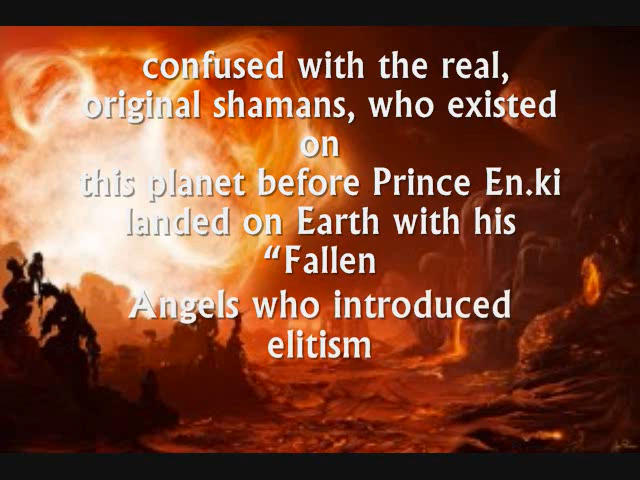 confused with the real,
original shamans, who existed
on
this planet before Prince En.ki
landed on Earth with his
“Fallen
Angels who introduced
elitism